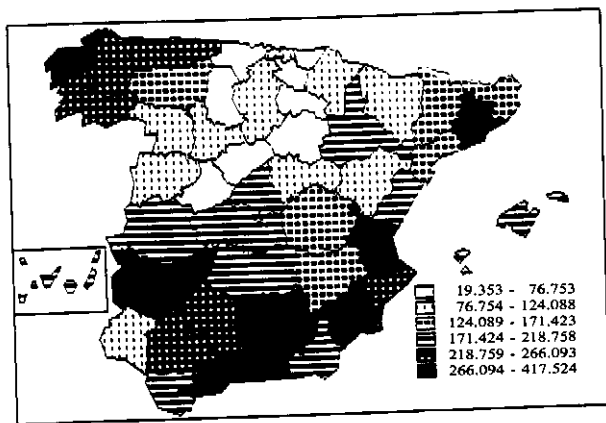 19.353 - 76.753
76.754 - 124.088
124.089 - 171.423
171.424 - 218.758
218.759 - 266.093
266.094 - 417.524